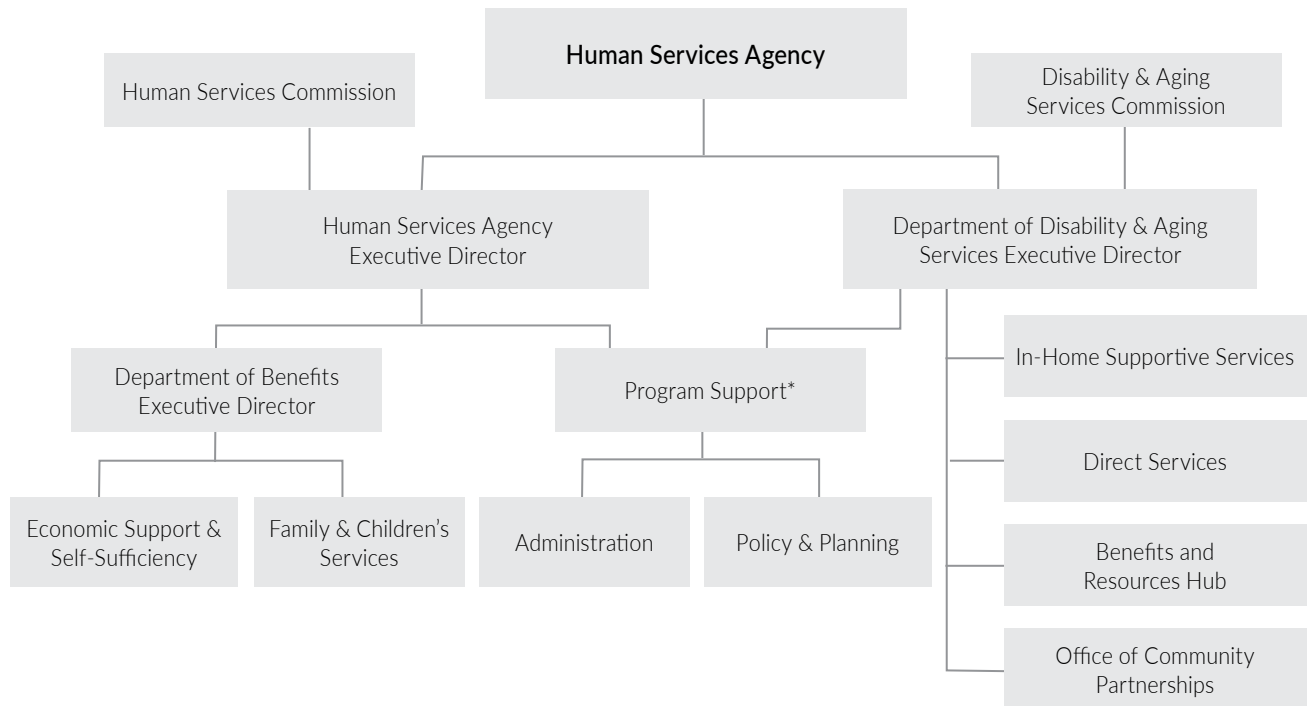 Human Services Agency
Human Services Commission
Disability & Aging
Services Commission
Human Services Agency
Executive Director
Department of Disability & Aging
Services Executive Director
Department of Benefits
Executive Director
Program Support*
In-Home Supportive Services
Direct Services
Benefits and
Resources Hub
Office of Community
Partnerships
Economic Support &
Self-Sufficiency
Family & Children’s
Services
Administration
Policy & Planning